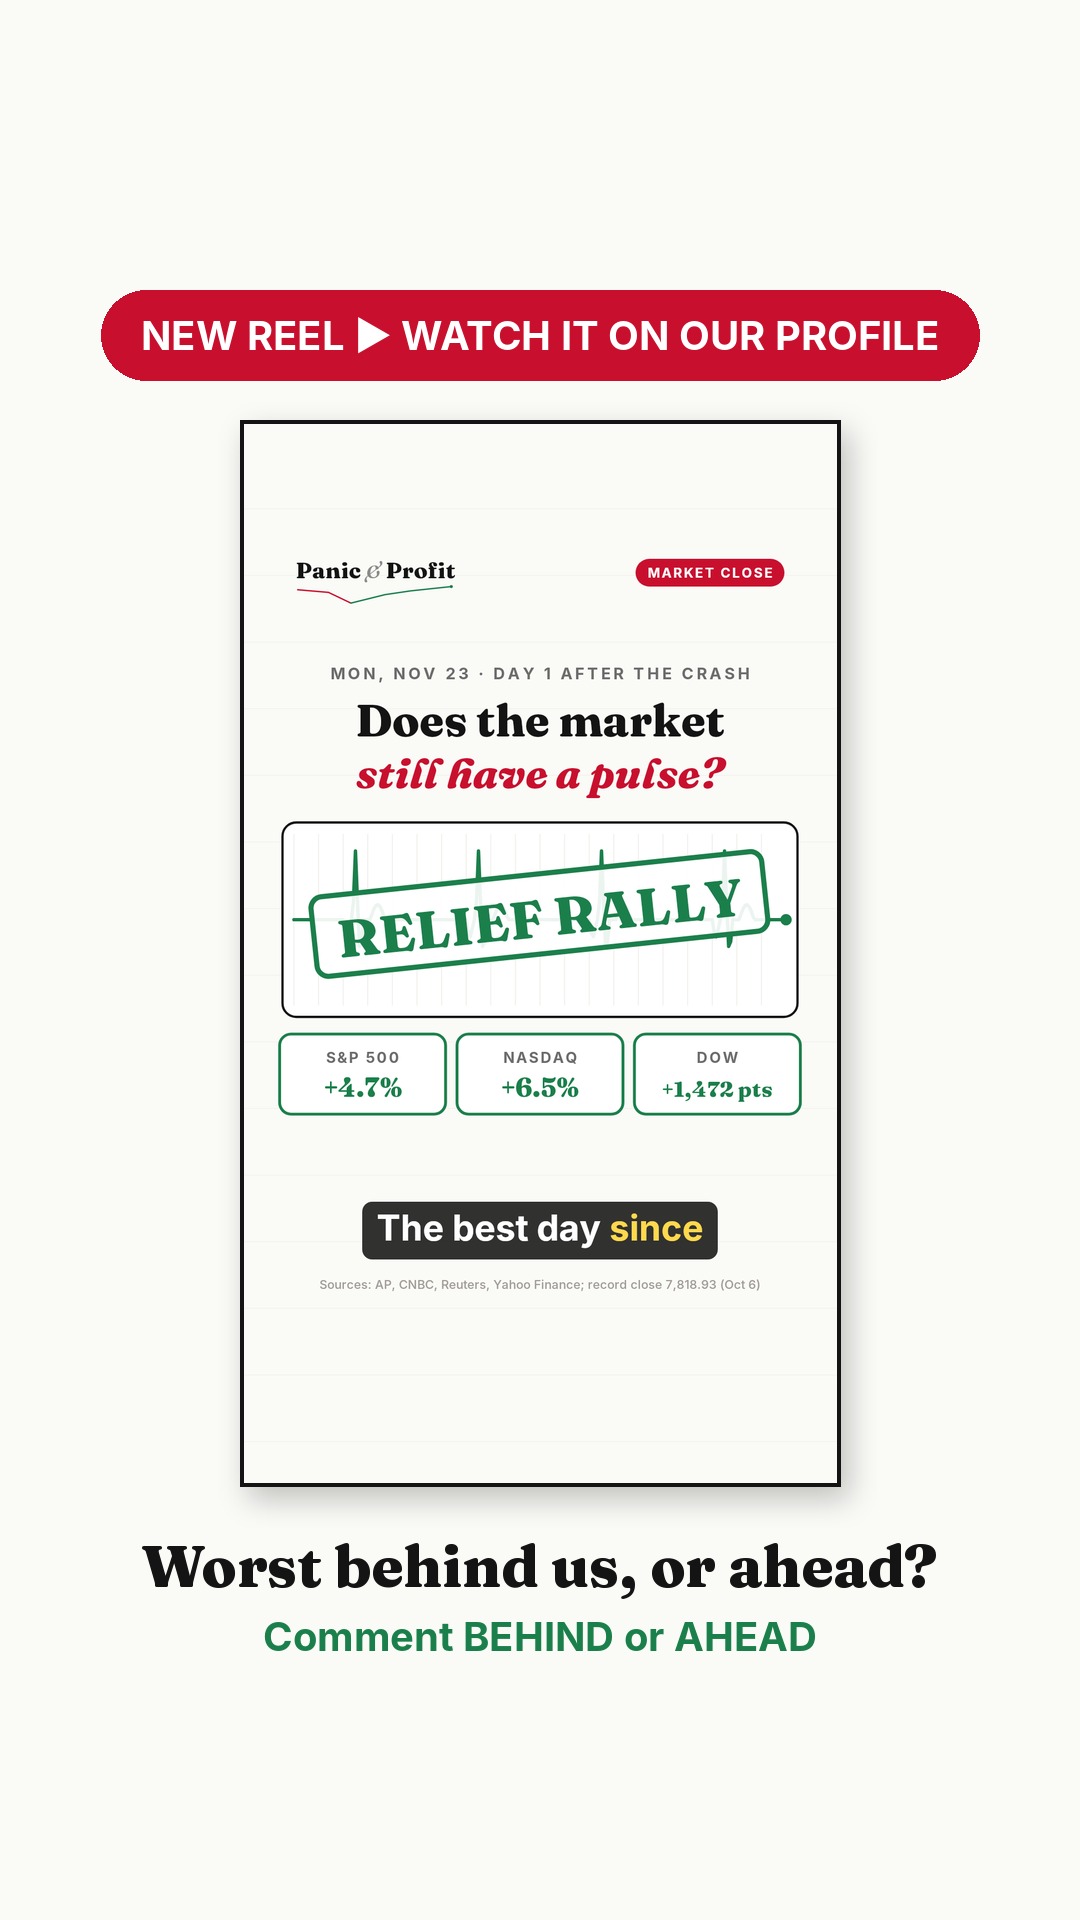 NEW REEL ▶ WATCH IT ON OUR PROFILE
Panic & Profit
MARKET CLOSE
MON, NOV 23 · DAY 1 AFTER THE CRASH
Does the market
still have a pulse?
RELIEF RALLY
S&P 500
+4.7%
NASDAQ
+6.5%
DOW
+1,472 pts
The best day since
Sources: AP, CNBC, Reuters, Yahoo Finance; record close 7,818.93 (Oct 6)
Worst behind us, or ahead?
Comment BEHIND or AHEAD